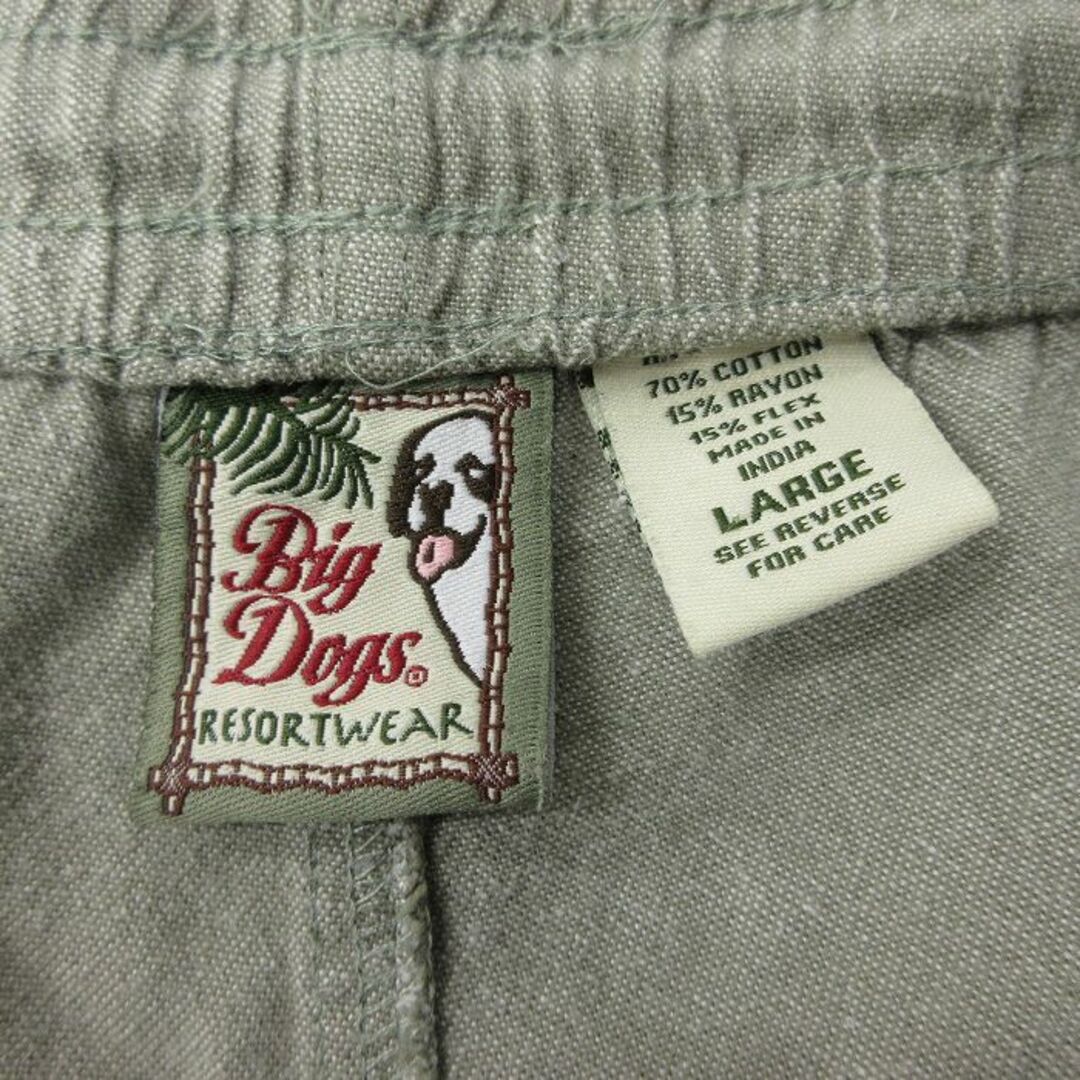 Big
Dogs®
RESORTWEAR
70% COTTON
15% RAYON
15% FLEX
MADE IN
INDIA
LARGE
SEE REVERSE
FOR CARE